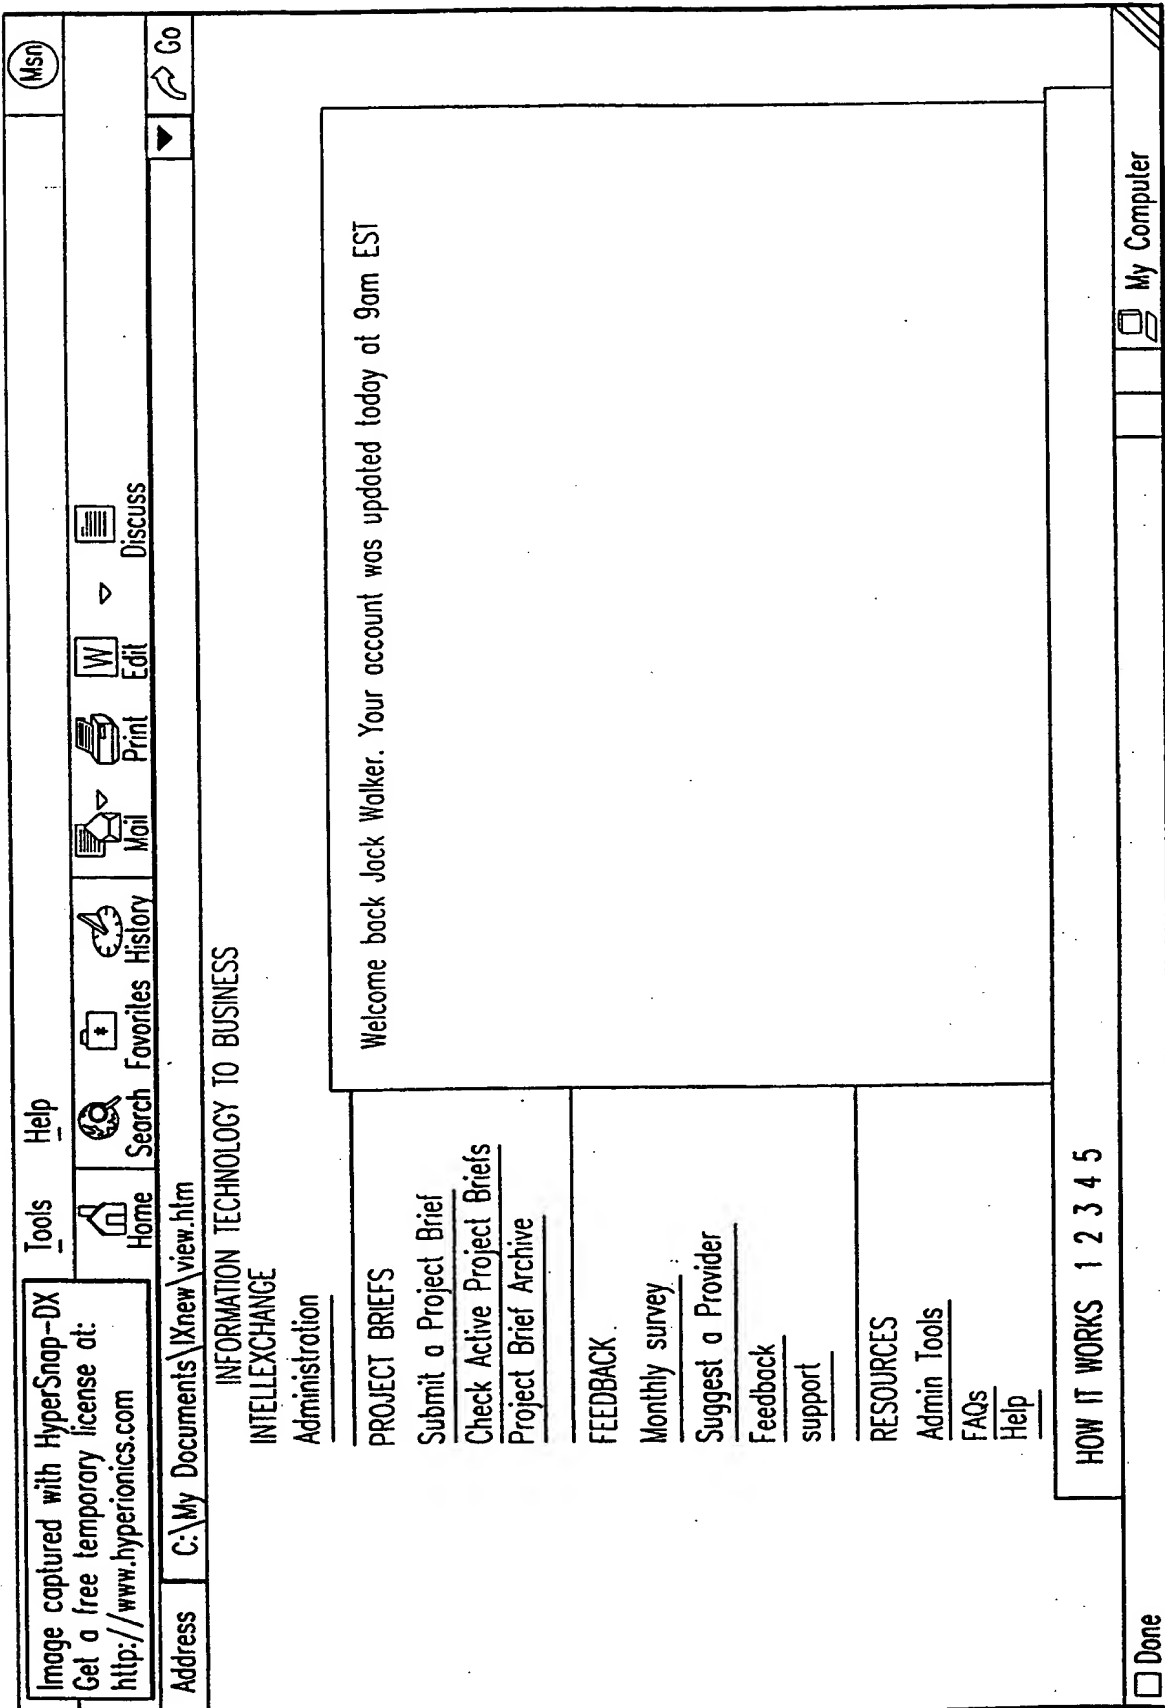 Image captured with HyperSnap-DX
Get a free temporary license at:
http://www.hyperionics.com
Tools Help
Msn
Home Search Favorites History Mail Print Edit Discuss
W
Address C:\My Documents\IXnew\view.htm Go
INFORMATION TECHNOLOGY TO BUSINESS
INTELLEXCHANGE
Administration
Welcome back Jack Walker. Your account was updated today at 9am EST
PROJECT BRIEFS
Submit a Project Brief
Check Active Project Briefs
Project Brief Archive
FEEDBACK
Monthly survey
Suggest a Provider
Feedback
support
RESOURCES
Admin Tools
FAQs
Help
HOW IT WORKS 1 2 3 4 5
Done My Computer